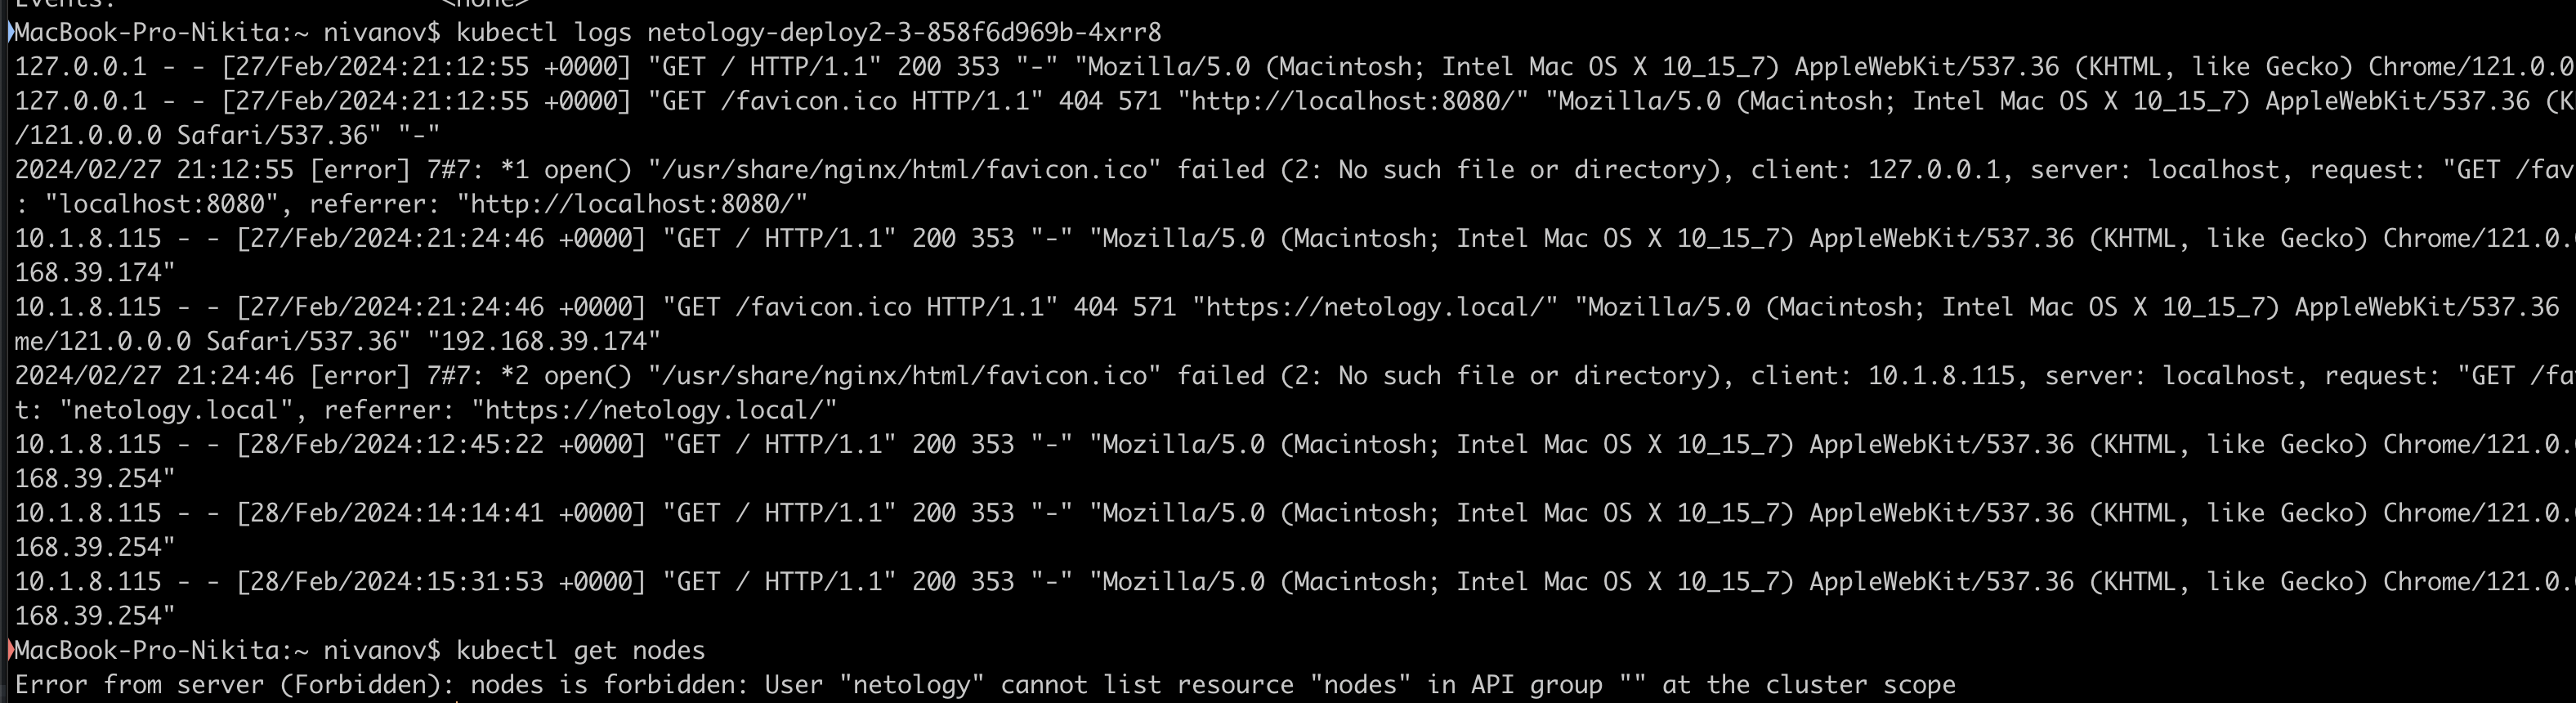 Events:                    <none>
MacBook-Pro-Nikita:~ nivanov$ kubectl logs netology-deploy2-3-858f6d969b-4xrr8
127.0.0.1 - - [27/Feb/2024:21:12:55 +0000] "GET / HTTP/1.1" 200 353 "-" "Mozilla/5.0 (Macintosh; Intel Mac OS X 10_15_7) AppleWebKit/537.36 (KHTML, like Gecko) Chrome/121.0.0
127.0.0.1 - - [27/Feb/2024:21:12:55 +0000] "GET /favicon.ico HTTP/1.1" 404 571 "http://localhost:8080/" "Mozilla/5.0 (Macintosh; Intel Mac OS X 10_15_7) AppleWebKit/537.36 (K
/121.0.0.0 Safari/537.36" "-"
2024/02/27 21:12:55 [error] 7#7: *1 open() "/usr/share/nginx/html/favicon.ico" failed (2: No such file or directory), client: 127.0.0.1, server: localhost, request: "GET /fav
: "localhost:8080", referrer: "http://localhost:8080/"
10.1.8.115 - - [27/Feb/2024:21:24:46 +0000] "GET / HTTP/1.1" 200 353 "-" "Mozilla/5.0 (Macintosh; Intel Mac OS X 10_15_7) AppleWebKit/537.36 (KHTML, like Gecko) Chrome/121.0.
168.39.174"
10.1.8.115 - - [27/Feb/2024:21:24:46 +0000] "GET /favicon.ico HTTP/1.1" 404 571 "https://netology.local/" "Mozilla/5.0 (Macintosh; Intel Mac OS X 10_15_7) AppleWebKit/537.36
me/121.0.0.0 Safari/537.36" "192.168.39.174"
2024/02/27 21:24:46 [error] 7#7: *2 open() "/usr/share/nginx/html/favicon.ico" failed (2: No such file or directory), client: 10.1.8.115, server: localhost, request: "GET /fa
t: "netology.local", referrer: "https://netology.local/"
10.1.8.115 - - [28/Feb/2024:12:45:22 +0000] "GET / HTTP/1.1" 200 353 "-" "Mozilla/5.0 (Macintosh; Intel Mac OS X 10_15_7) AppleWebKit/537.36 (KHTML, like Gecko) Chrome/121.0.
168.39.254"
10.1.8.115 - - [28/Feb/2024:14:14:41 +0000] "GET / HTTP/1.1" 200 353 "-" "Mozilla/5.0 (Macintosh; Intel Mac OS X 10_15_7) AppleWebKit/537.36 (KHTML, like Gecko) Chrome/121.0.
168.39.254"
10.1.8.115 - - [28/Feb/2024:15:31:53 +0000] "GET / HTTP/1.1" 200 353 "-" "Mozilla/5.0 (Macintosh; Intel Mac OS X 10_15_7) AppleWebKit/537.36 (KHTML, like Gecko) Chrome/121.0.
168.39.254"
MacBook-Pro-Nikita:~ nivanov$ kubectl get nodes
Error from server (Forbidden): nodes is forbidden: User "netology" cannot list resource "nodes" in API group "" at the cluster scope